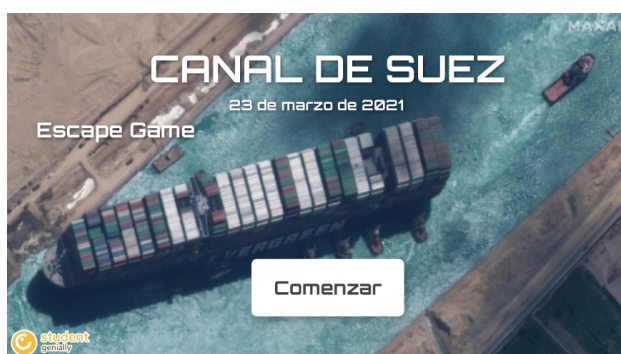 MAXAR
CANAL DE SUEZ
23 de marzo de 2021
Escape Game
EVERGREEN
Comenzar
student
genially